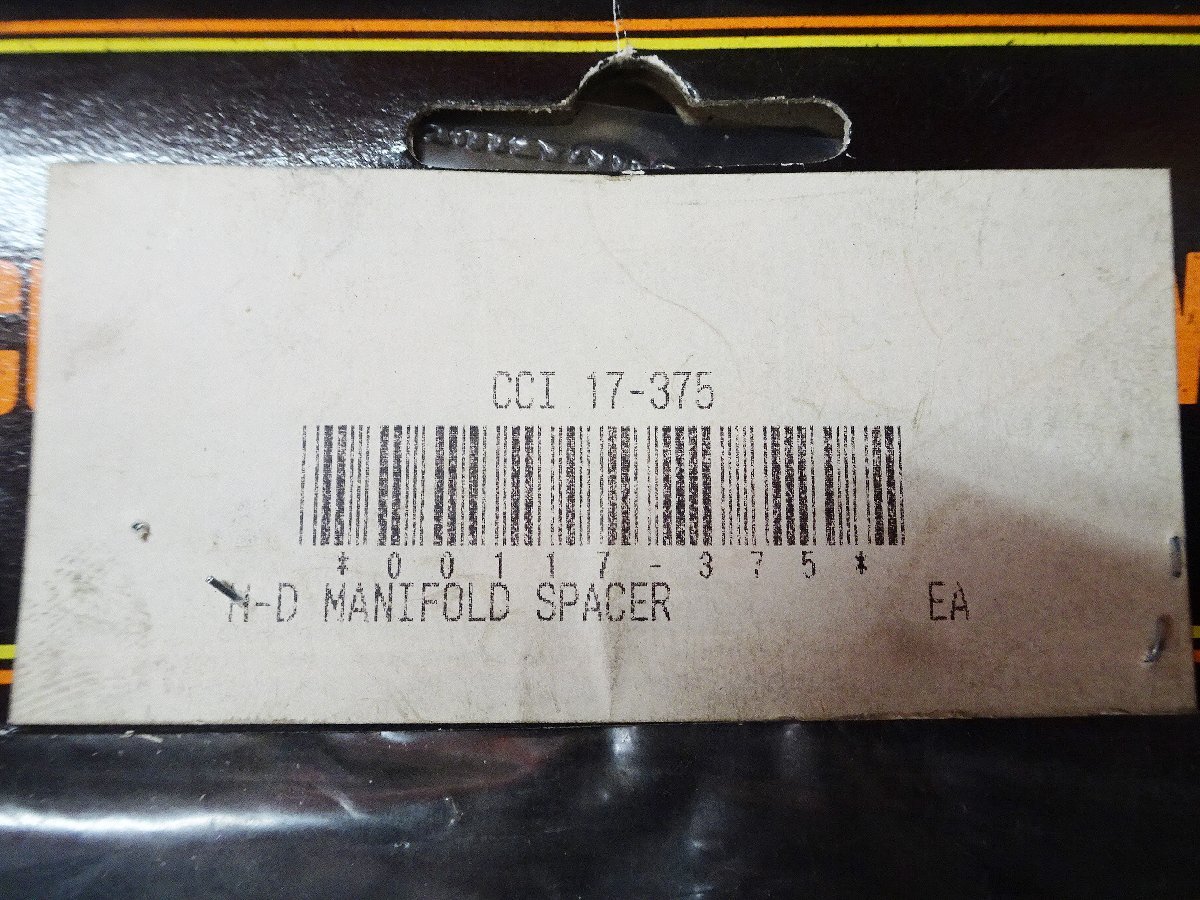 CCI 17-375
*00117-375*
H-D MANIFOLD SPACER EA